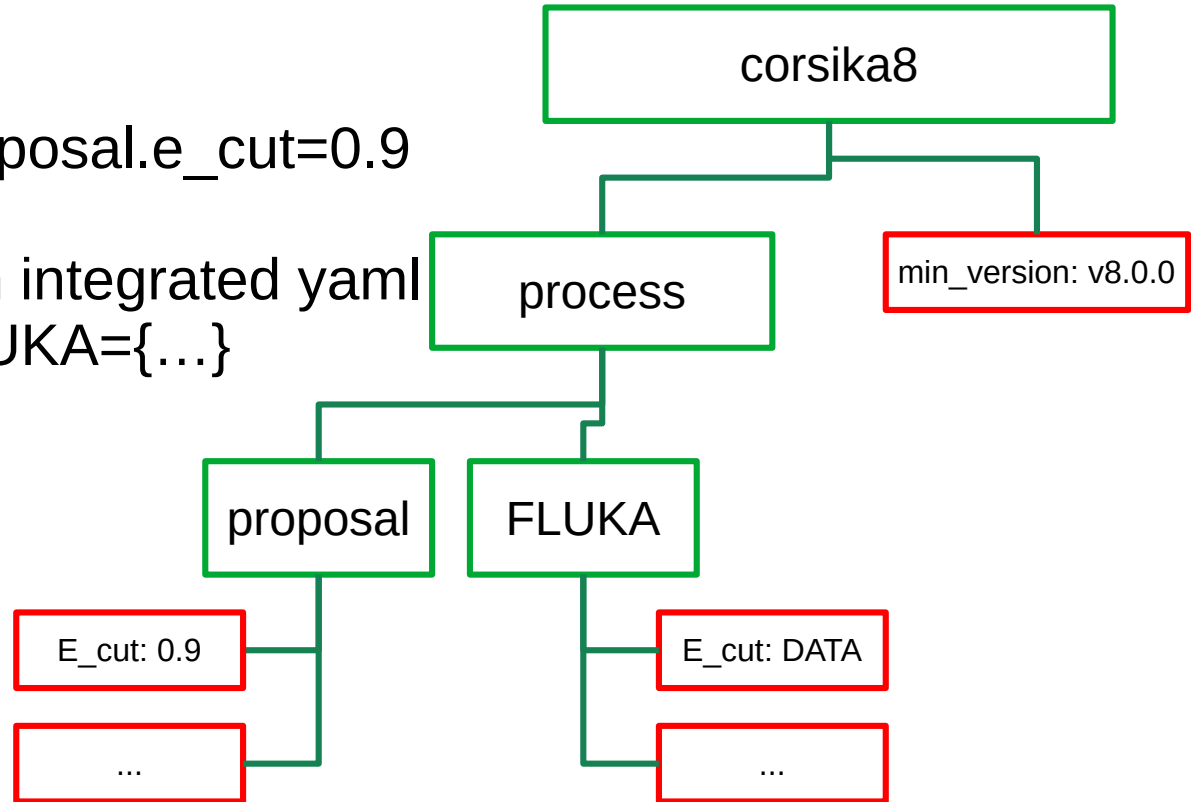 corsika8
posal.e_cut=0.9
integrated yaml
process
min_version: v8.0.0
UKA={…}
proposal
FLUKA
E_cut: 0.9
E_cut: DATA
...
...